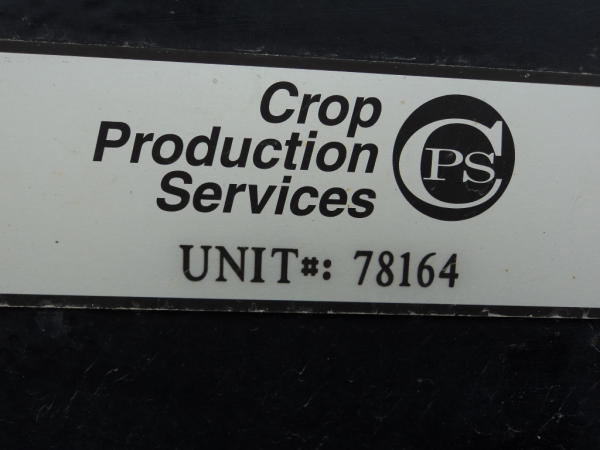 Crop
Production
Services
CPS
UNIT#: 78164